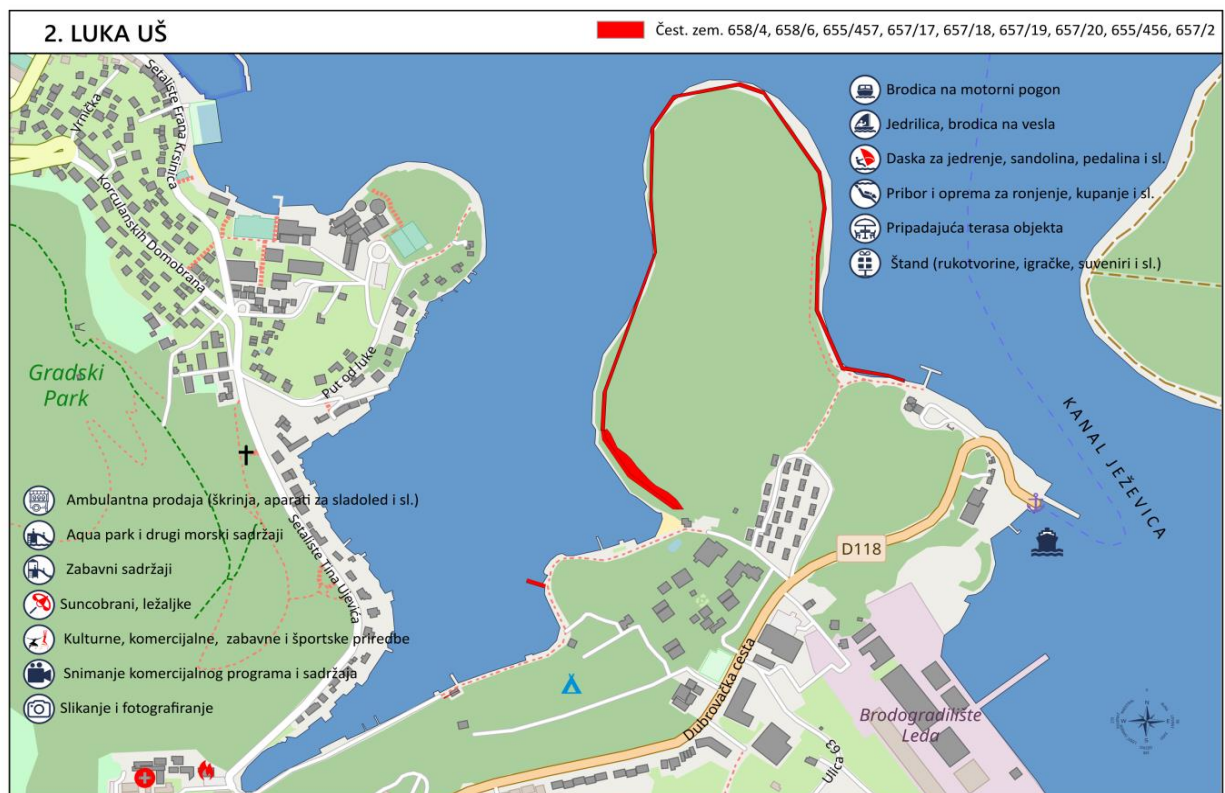 2. LUKA UŠ
Čest. zem. 658/4, 658/6, 655/457, 657/17, 657/18, 657/19, 657/20, 655/456, 657/2
Brodica na motorni pogon
Jedrilica, brodica na vesla
Daska za jedrenje, sandolina, pedalina i sl.
Pribor i oprema za ronjenje, kupanje i sl.
Pripadajuća terasa objekta
Štand (rukotvorine, igračke, suveniri i sl.)
Vrnička
Šetaliste Frana Kršinića
Korculanskih Domobrana
Put od luke
Gradski
Park
KANAL JEŽEVICA
Ambulantna prodaja (škrinja, aparati za sladoled i sl.)
Aqua park i drugi morski sadržaji
Zabavni sadržaji
Suncobrani, ležaljke
Kulturne, komercijalne, zabavne i športske priredbe
Snimanje komercijalnog programa i sadržaja
Slikanje i fotografiranje
Šetaliste Tina Ujevića
D118
Dubrovačka cesta
Brodogradilište
Leda
Ulica 63